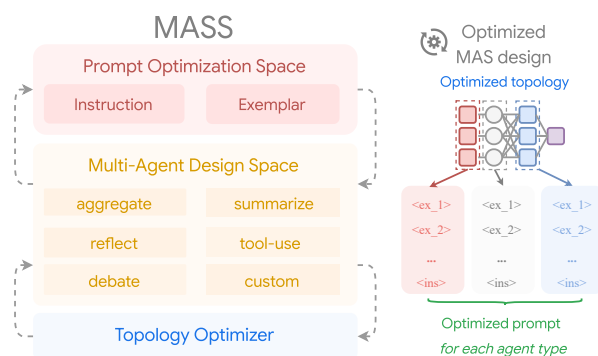 MASS
Prompt Optimization Space
Instruction
Exemplar
Multi-Agent Design Space
aggregate
summarize
reflect
tool-use
debate
custom
Topology Optimizer
Optimized
MAS design
Optimized topology
<ex_1>
<ex_2>
...
<ins>
<ex_1>
<ex_2>
...
<ins>
<ex_1>
<ex_2>
...
<ins>
Optimized prompt
for each agent type